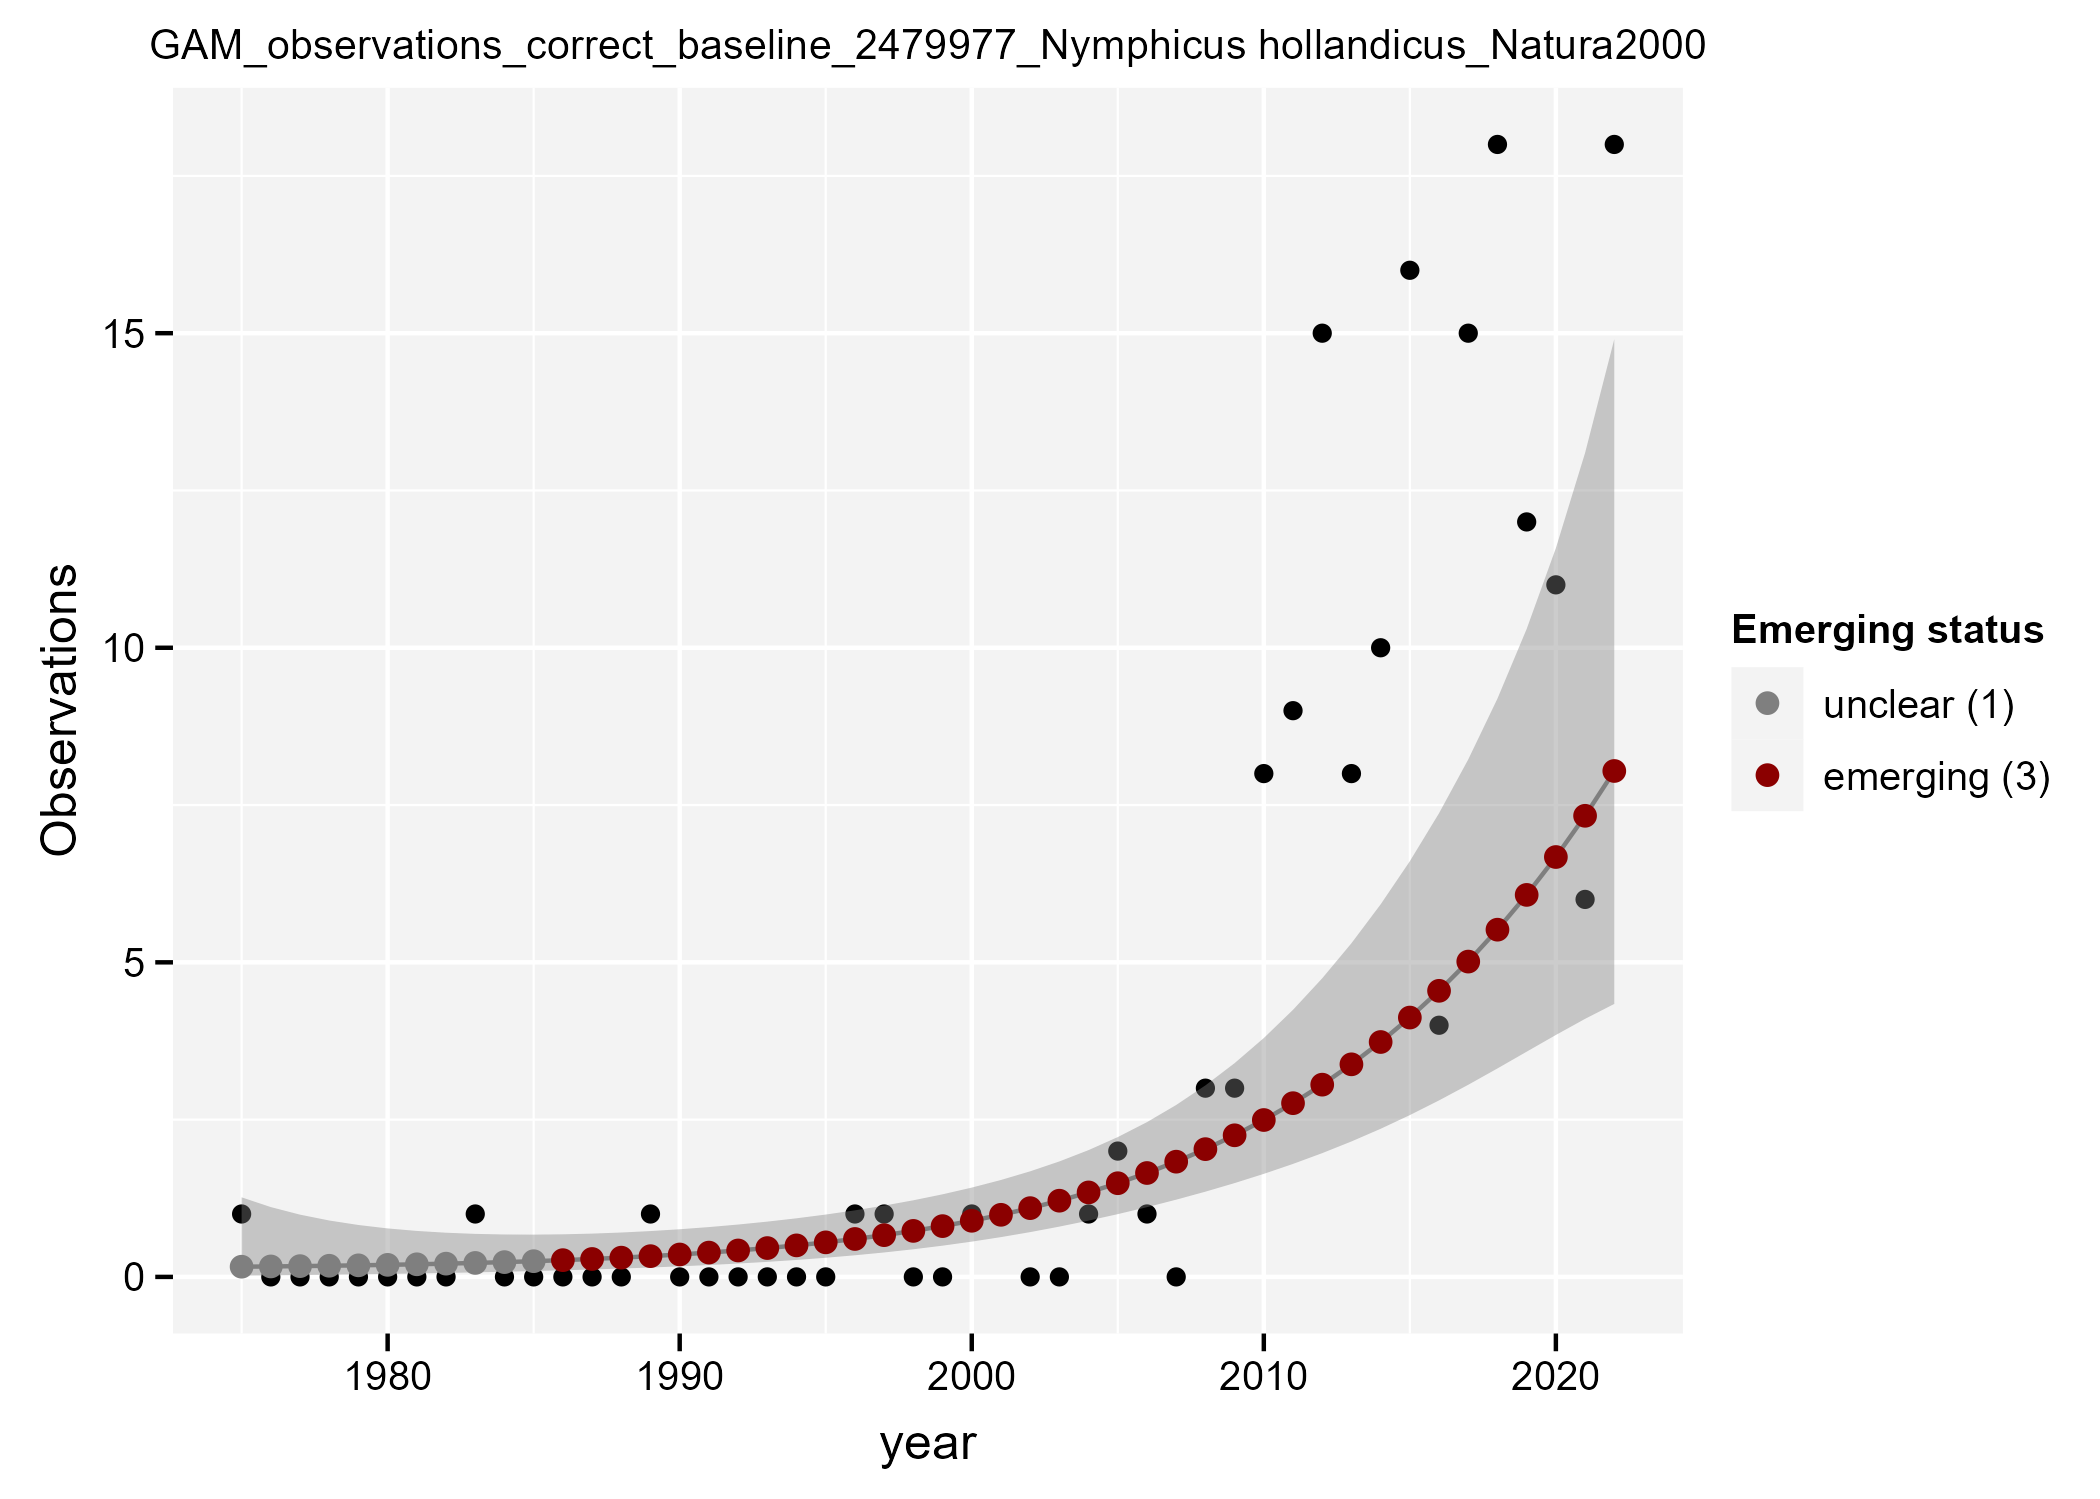 GAM_observations_correct_baseline_2479977_Nymphicus hollandicus_Natura2000
Observations
15
10
5
0
1980 1990 2000 2010 2020
year
Emerging status
unclear (1)
emerging (3)